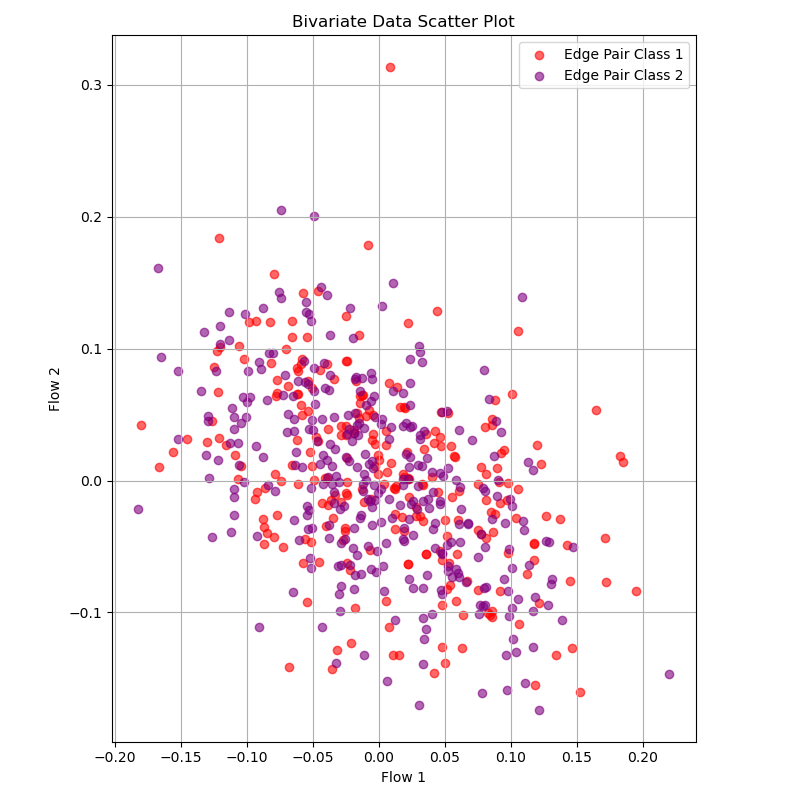 Bivariate Data Scatter Plot
Edge Pair Class 1
Edge Pair Class 2
0.3
0.2
0.1
0.0
−0.1
Flow 2
−0.20 −0.15 −0.10 −0.05 0.00 0.05 0.10 0.15 0.20
Flow 1